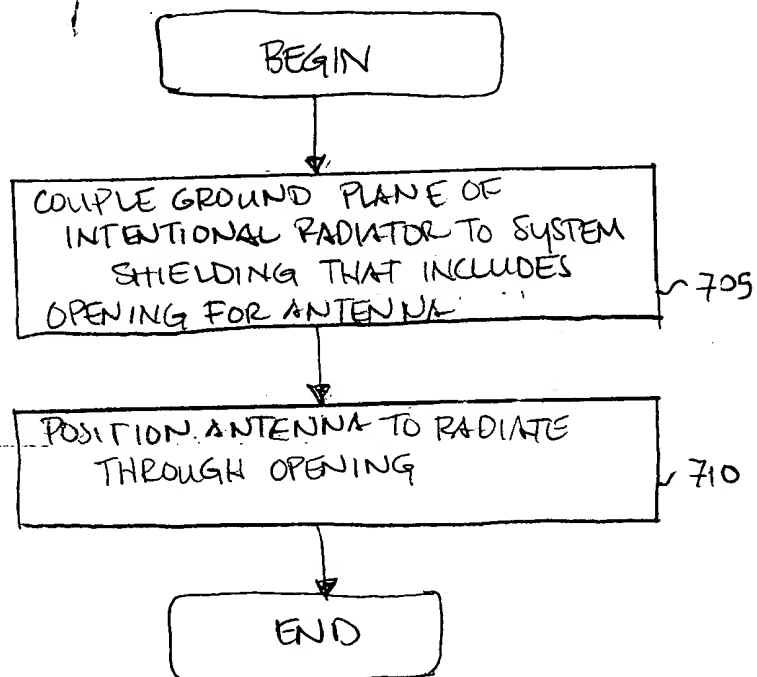 BEGIN
COUPLE GROUND PLANE OF
INTENTIONAL RADIATOR TO SYSTEM
SHIELDING THAT INCLUDES
OPENING FOR ANTENNA
705
POSITION ANTENNA TO RADIATE
THROUGH OPENING
710
END